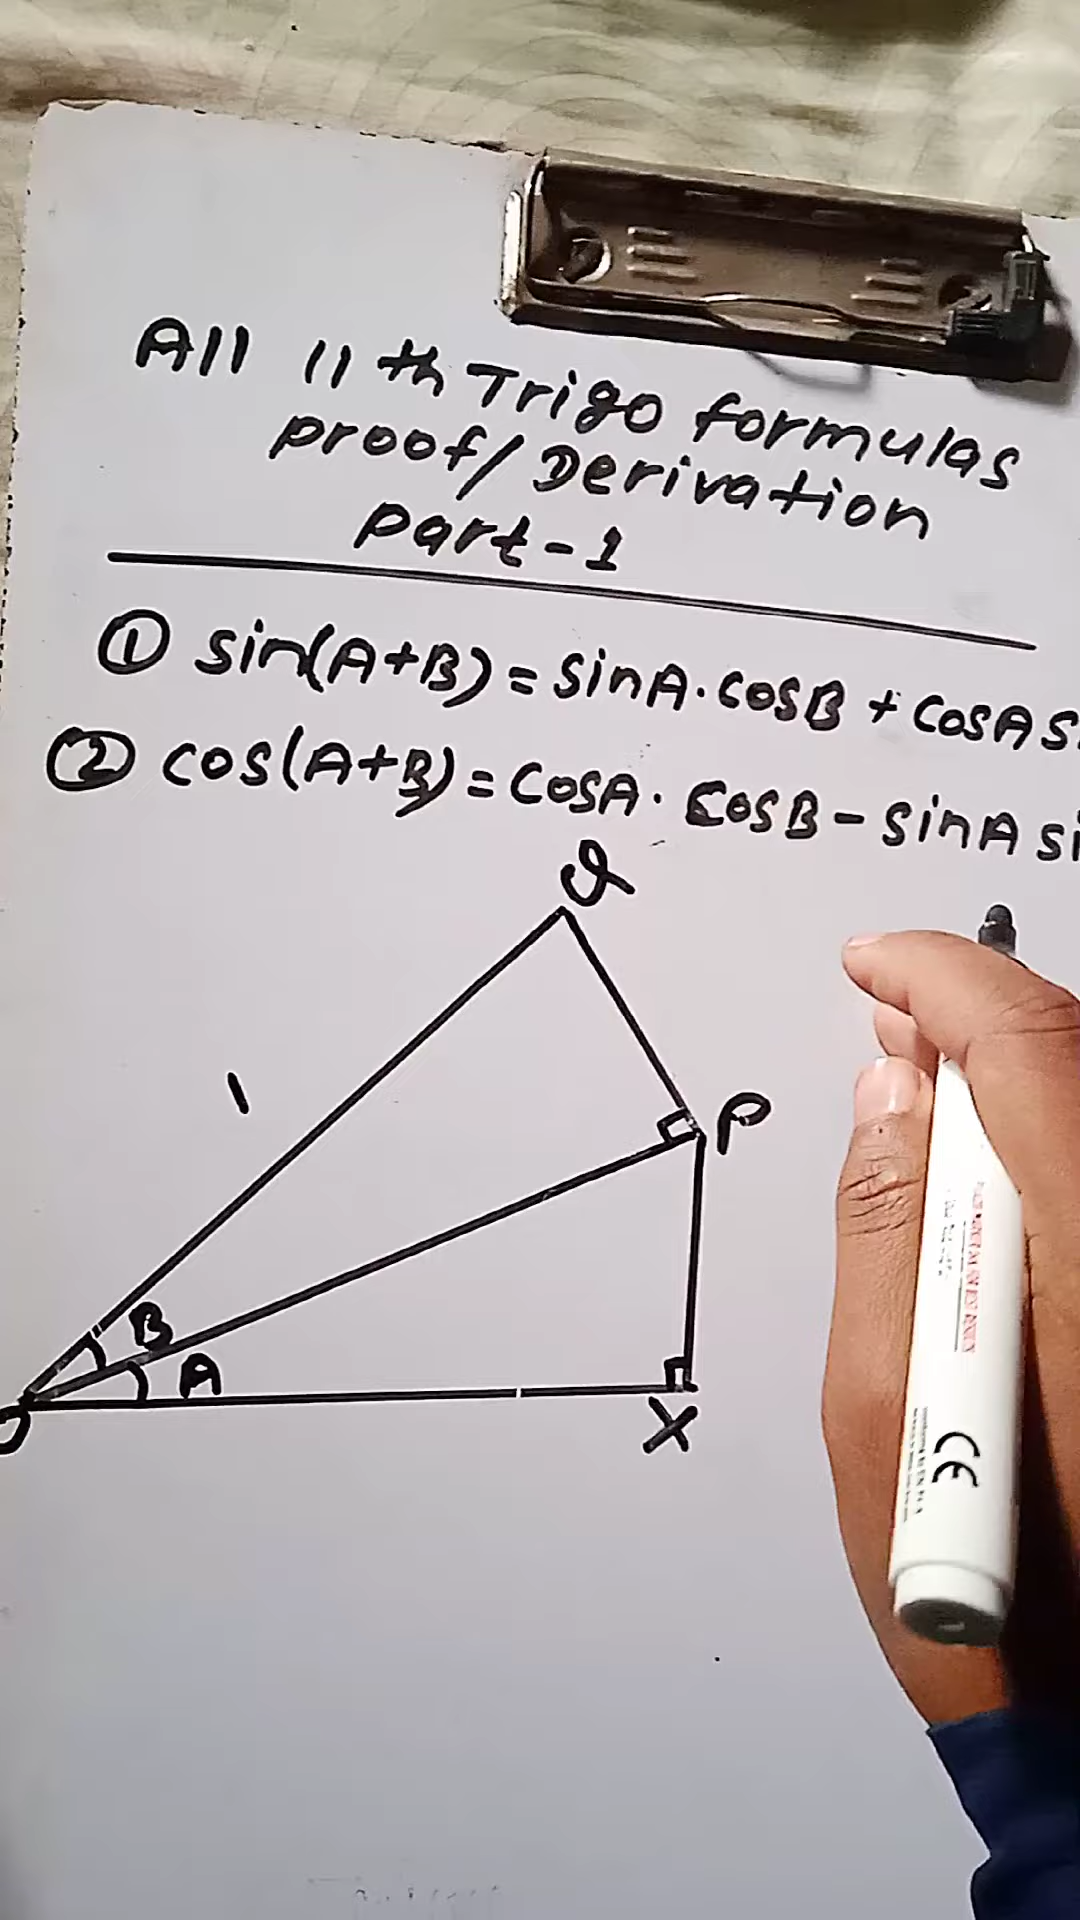 All 11th Trigo formulas
proof/Derivation
part-1
① sin(A+B)=sinA.cosB+cosA
② cos(A+B)=cosA.cosB-sinA
Q
1
P
B
A
O
X
CE